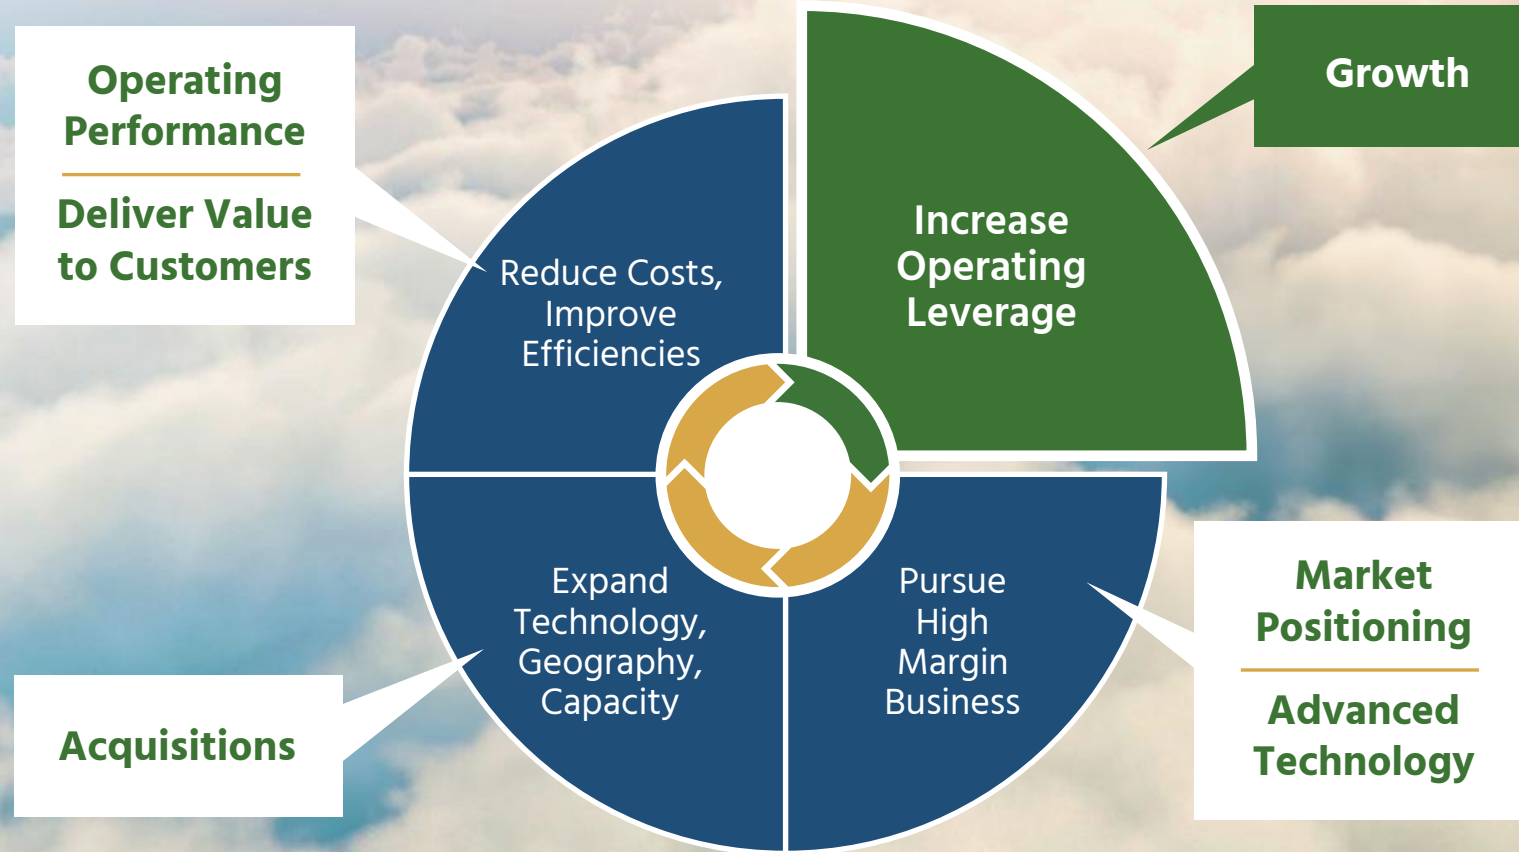 Operating
Performance
Deliver Value
to Customers
Reduce Costs,
Improve
Efficiencies
Growth
Increase
Operating
Leverage
Expand
Technology,
Geography,
Capacity
Acquisitions
Pursue
High
Margin
Business
Market
Positioning
Advanced
Technology